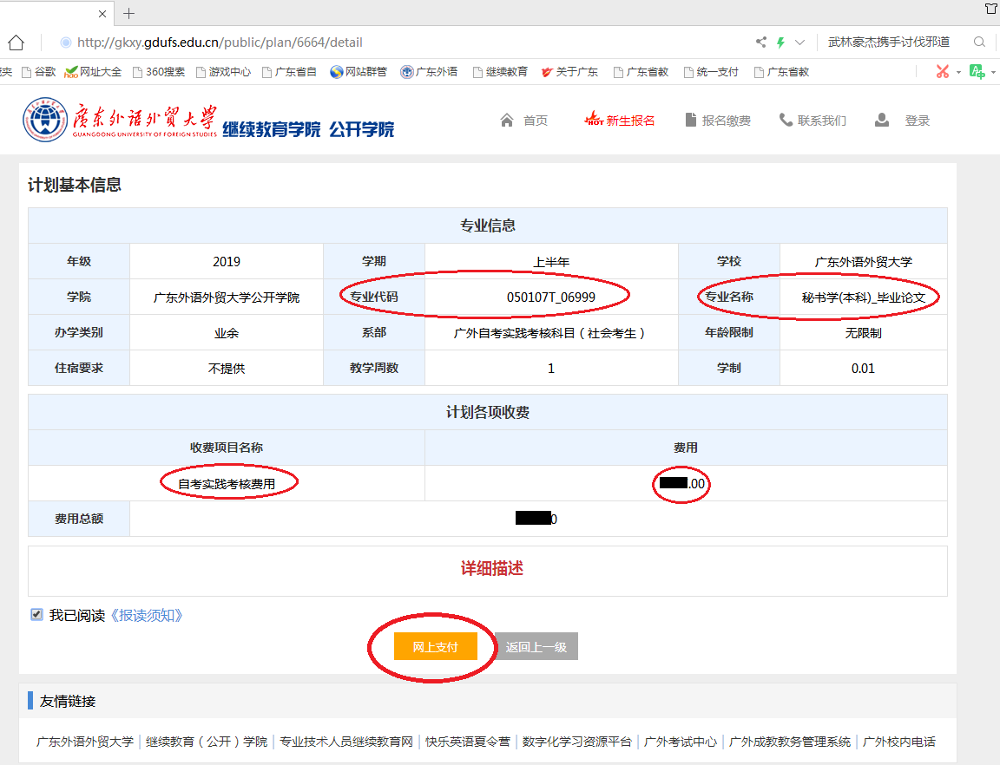 http://gkxy.gdufs.edu.cn/public/plan/6664/detail 武林豪杰携手讨伐邪道
夹 谷歌 网址大全 360搜索 游戏中心 广东省自 网站群管 广东外语 继续教育 关于广东 广东省教 统一支付 广东省教
廣东外语外貿大學 继续教育学院 公开学院
GUANGDONG UNIVERSITY OF FOREIGN STUDIES
首页 HOT 新生报名 报名缴费 联系我们 登录
计划基本信息
专业信息
年级 2019 学期 上半年 学校 广东外语外贸大学
学院 广东外语外贸大学公开学院 专业代码 050107T_06999 专业名称 秘书学(本科)_毕业论文
办学类别 业余 系部 广外自考实践考核科目（社会考生） 年龄限制 无限制
住宿要求 不提供 教学周数 1 学制 0.01
计划各项收费
收费项目名称 费用
自考实践考核费用 .00
费用总额 0
详细描述
我已阅读《报读须知》
网上支付 返回上一级
友情链接
广东外语外贸大学 | 继续教育（公开）学院 | 专业技术人员继续教育网 | 快乐英语夏令营 | 数字化学习资源平台 | 广外考试中心 | 广外成教教务管理系统 | 广外校内电话